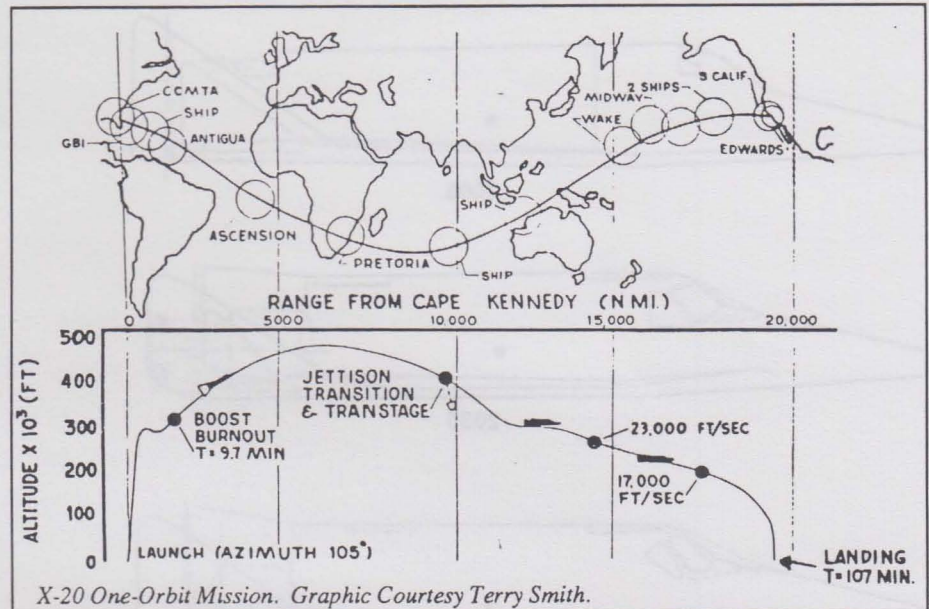 CCMTA
SHIP
GBI
ANTIGUA
ASCENSION
PRETORIA
SHIP
SHIP
WAKE
MIDWAY
2 SHIPS
3 CALIF.
EDWARDS
RANGE FROM CAPE KENNEDY (N MI.)
0 5000 10,000 15,000 20,000
ALTITUDE X 10³ (FT)
500
400
300
200
100
0
BOOST
BURNOUT
T= 9.7 MIN
JETTISON
TRANSITION
& TRANSTAGE
23,000 FT/SEC
17,000
FT/SEC
LAUNCH (AZIMUTH 105°)
LANDING
T= 107 MIN.
X-20 One-Orbit Mission. Graphic Courtesy Terry Smith.